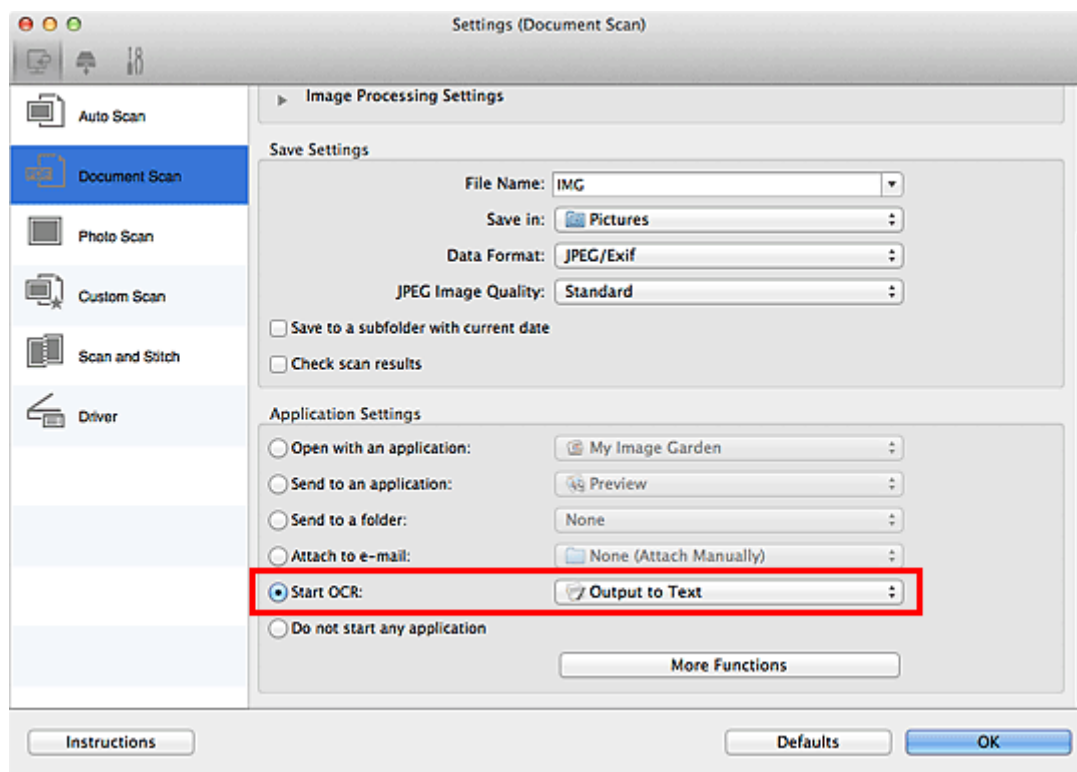 Settings (Document Scan)
Auto Scan
Document Scan
Photo Scan
Custom Scan
Scan and Stitch
Driver
Image Processing Settings
Save Settings
File Name: IMG
Save in: Pictures
Data Format: JPEG/Exif
JPEG Image Quality: Standard
Save to a subfolder with current date
Check scan results
Application Settings
Open with an application: My Image Garden
Send to an application: Preview
Send to a folder: None
Attach to e-mail: None (Attach Manually)
Start OCR: Output to Text
Do not start any application
More Functions
Instructions
Defaults
OK